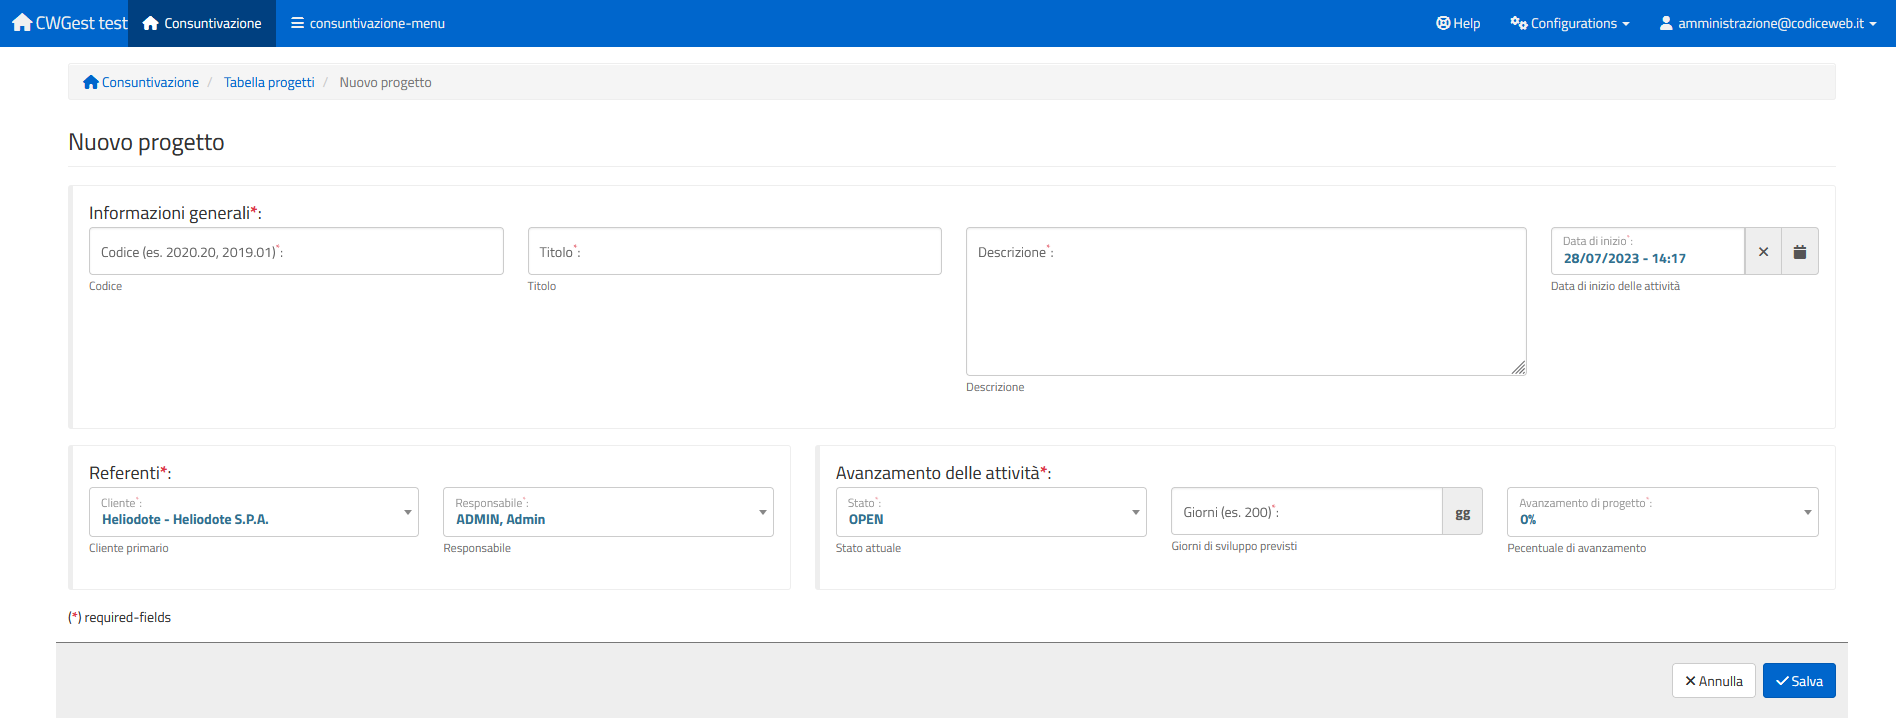 CWGest test Consuntivazione consuntivazione-menu Help Configurations amministrazione@codiceweb.it
Consuntivazione / Tabella progetti / Nuovo progetto
Nuovo progetto
Informazioni generali*:
Codice (es. 2020.20, 2019.01)*:
Codice
Titolo*:
Titolo
Descrizione*:
Descrizione
Data di inizio*:
28/07/2023 - 14:17
Data di inizio delle attività
Referenti*:
Cliente*:
Heliodote - Heliodote S.P.A.
Cliente primario
Responsabile*:
ADMIN, Admin
Responsabile
Avanzamento delle attività*:
Stato*:
OPEN
Stato attuale
Giorni (es. 200)*:
gg
Giorni di sviluppo previsti
Avanzamento di progetto*:
0%
Pecentuale di avanzamento
(*) required-fields
Annulla
Salva